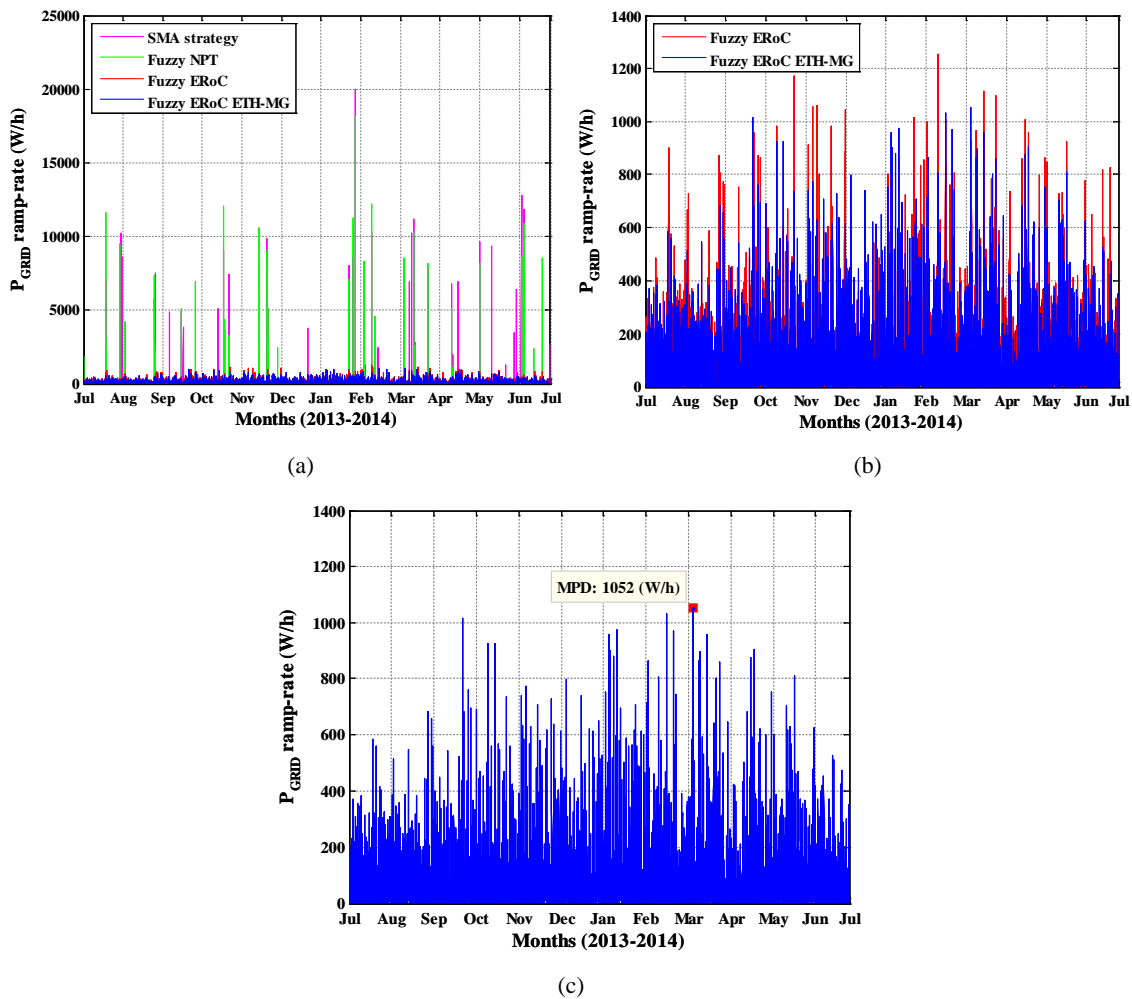 25000
20000
15000
10000
5000
0
P_GRID ramp-rate (W/h)
SMA strategy
Fuzzy NPT
Fuzzy ERoC
Fuzzy ERoC ETH-MG
Jul Aug Sep Oct Nov Dec Jan Feb Mar Apr May Jun Jul
Months (2013-2014)
(a)
1400
1200
1000
800
600
400
200
0
P_GRID ramp-rate (W/h)
Fuzzy ERoC
Fuzzy ERoC ETH-MG
Jul Aug Sep Oct Nov Dec Jan Feb Mar Apr May Jun Jul
Months (2013-2014)
(b)
1400
1200
1000
800
600
400
200
0
P_GRID ramp-rate (W/h)
MPD: 1052 (W/h)
Jul Aug Sep Oct Nov Dec Jan Feb Mar Apr May Jun Jul
Months (2013-2014)
(c)